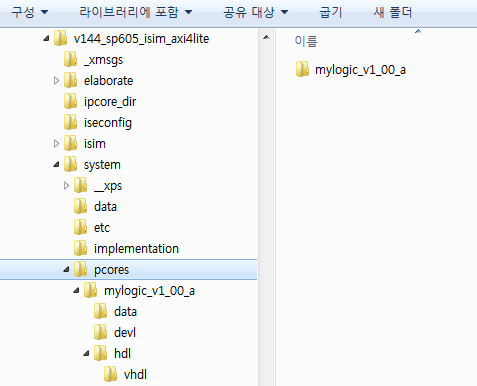 구성 라이브러리에 포함 공유 대상 굽기 새 폴더
v144_sp605_isim_axi4lite
_xmsgs
elaborate
ipcore_dir
iseconfig
isim
system
__xps
data
etc
implementation
pcores
mylogic_v1_00_a
data
devl
hdl
vhdl
이름
mylogic_v1_00_a